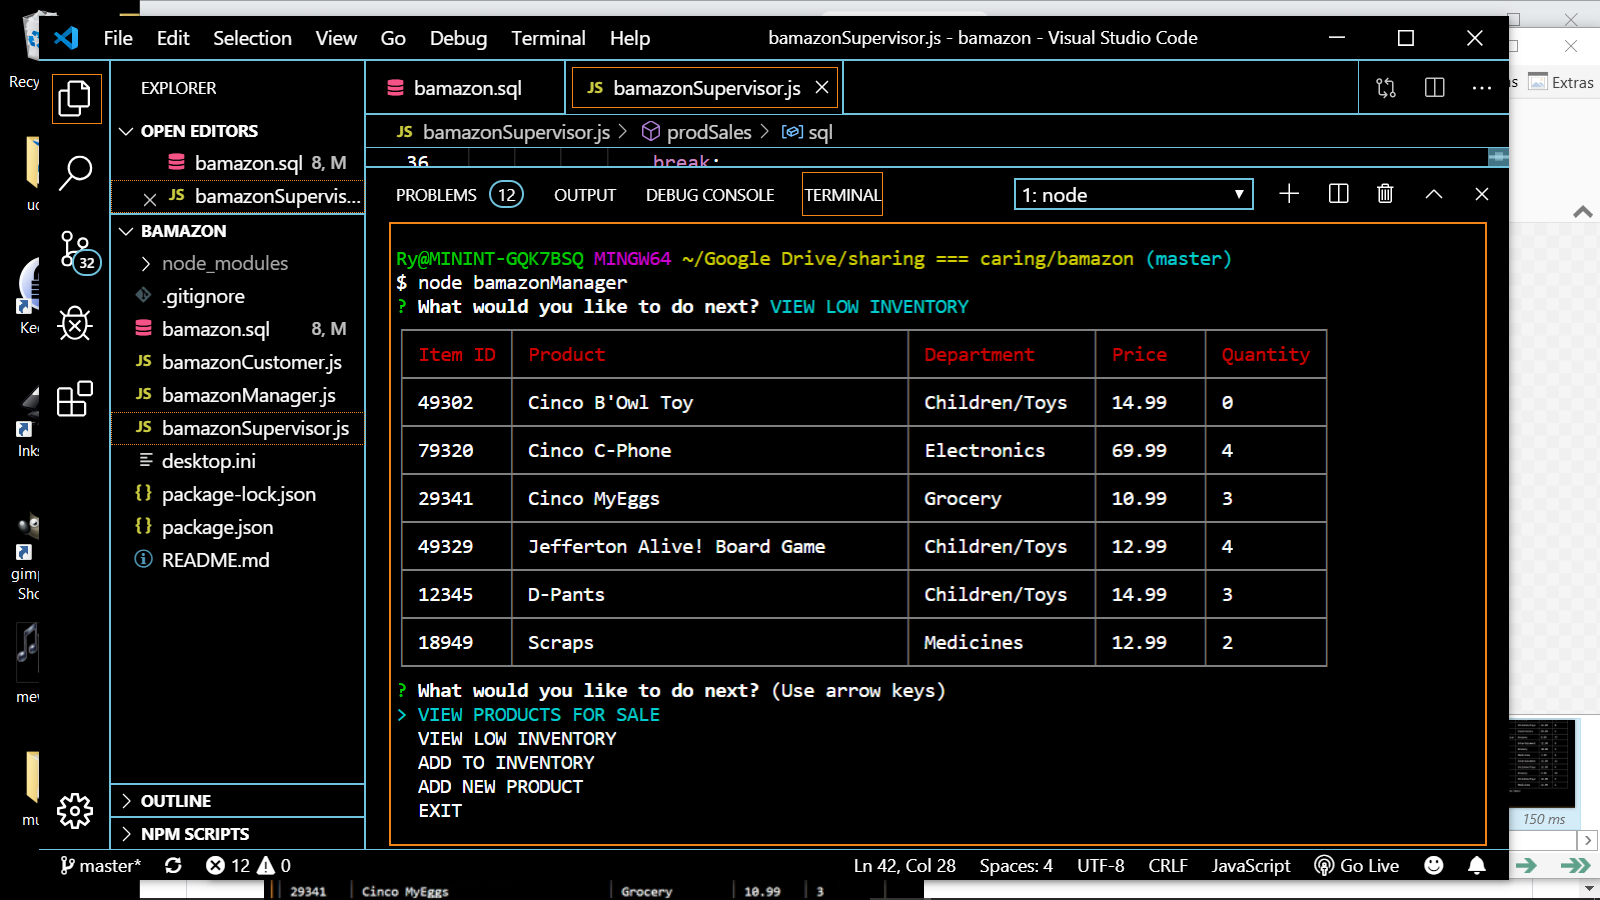 File Edit Selection View Go Debug Terminal Help bamazonSupervisor.js - bamazon - Visual Studio Code
Recy
Extras
EXPLORER
OPEN EDITORS
bamazon.sql 8, M
JS bamazonSupervis...
BAMAZON
node_modules
.gitignore
bamazon.sql 8, M
JS bamazonCustomer.js
JS bamazonManager.js
JS bamazonSupervisor.js
desktop.ini
{} package-lock.json
{} package.json
README.md
OUTLINE
NPM SCRIPTS
32
uc
Kee
Inks
gimp
Sho
mew
mu
bamazon.sql JS bamazonSupervisor.js
JS bamazonSupervisor.js > prodSales > sql
36 break;
PROBLEMS 12 OUTPUT DEBUG CONSOLE TERMINAL 1: node
Ry@MININT-GQK7BSQ MINGW64 ~/Google Drive/sharing === caring/bamazon (master)
$ node bamazonManager
? What would you like to do next? VIEW LOW INVENTORY
Item ID Product Department Price Quantity
49302 Cinco B'Owl Toy Children/Toys 14.99 0
79320 Cinco C-Phone Electronics 69.99 4
29341 Cinco MyEggs Grocery 10.99 3
49329 Jefferton Alive! Board Game Children/Toys 12.99 4
12345 D-Pants Children/Toys 14.99 3
18949 Scraps Medicines 12.99 2
? What would you like to do next? (Use arrow keys)
> VIEW PRODUCTS FOR SALE
VIEW LOW INVENTORY
ADD TO INVENTORY
ADD NEW PRODUCT
EXIT
150 ms
master* 12 0 Ln 42, Col 28 Spaces: 4 UTF-8 CRLF JavaScript Go Live
29341 Cinco MyEggs Grocery 10.99 3